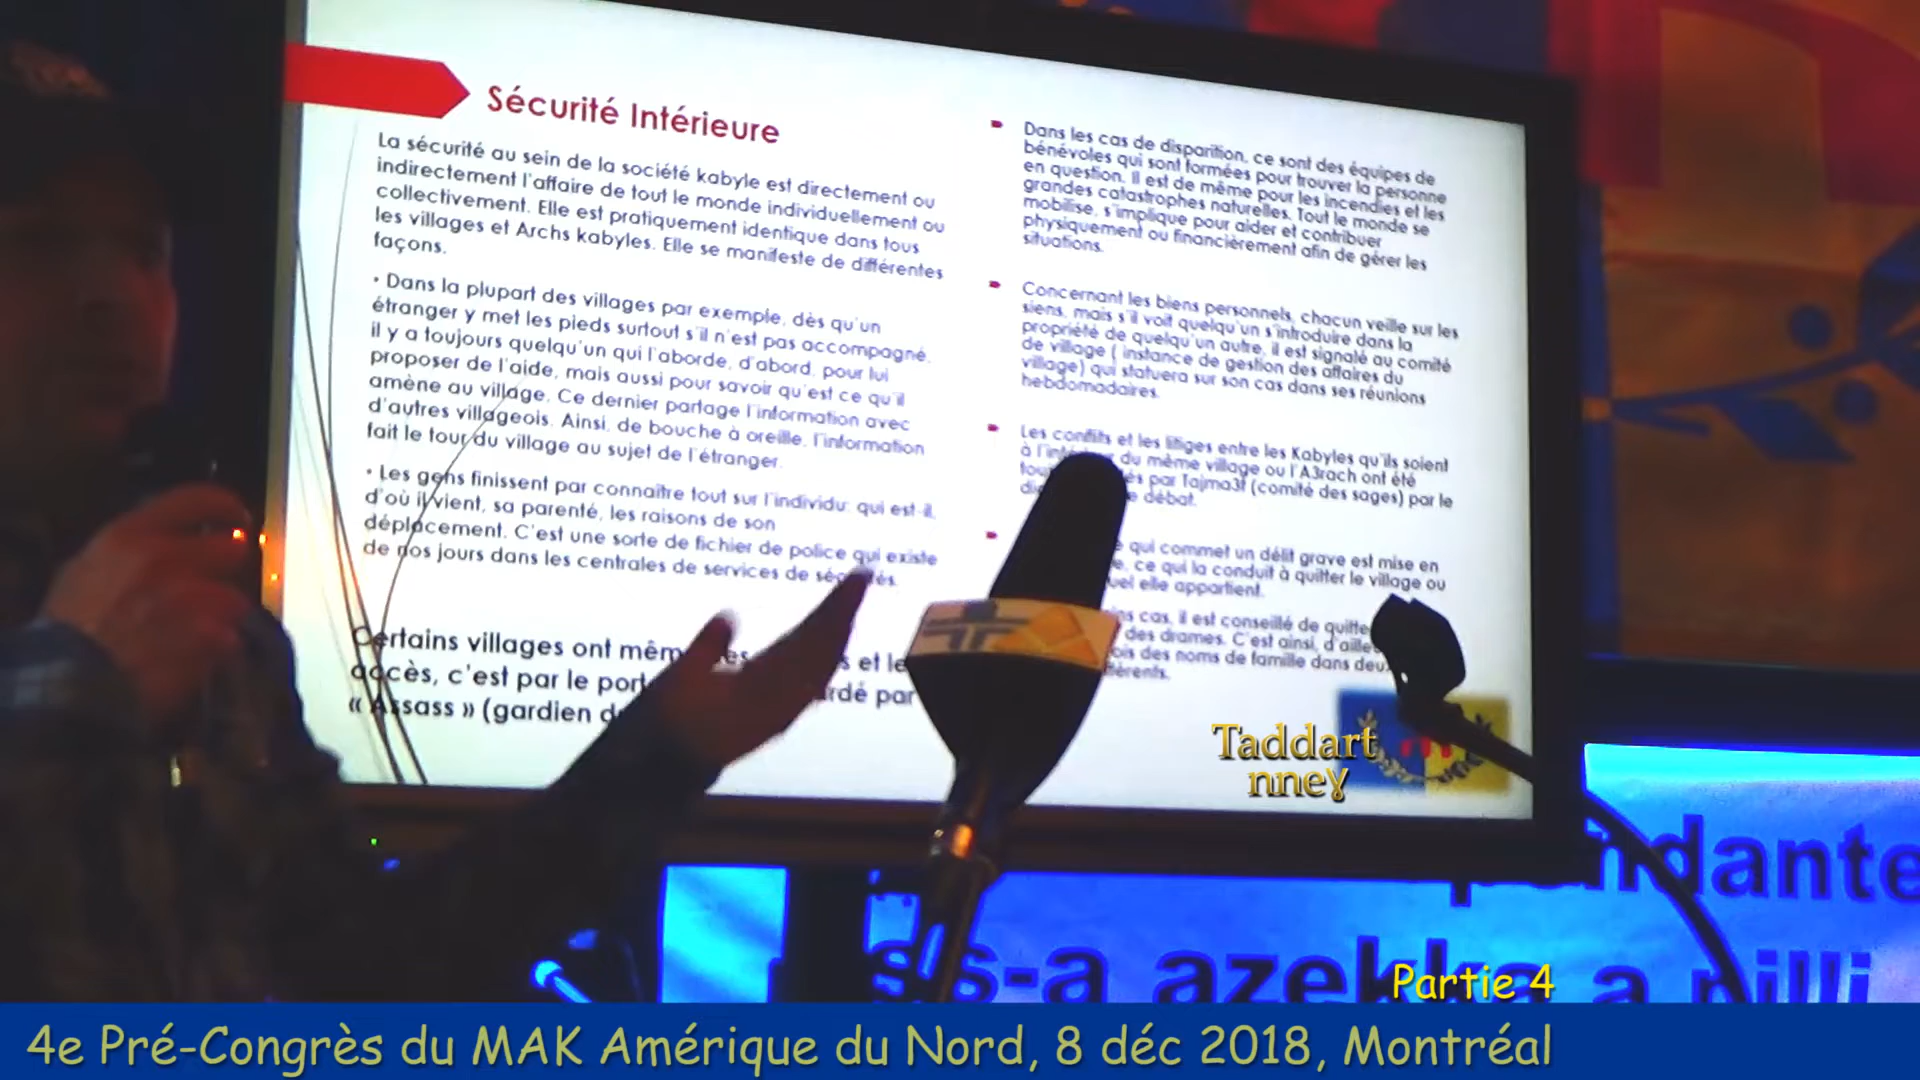 Sécurité Intérieure
La sécurité au sein de la société kabyle est directement ou
indirectement l'affaire de tout le monde individuellement ou
collectivement. Elle est pratiquement identique dans tous
les villages et Archs kabyles. Elle se manifeste de différentes
façons.
• Dans la plupart des villages par exemple, dès qu'un
étranger y met les pieds surtout s'il n'est pas accompagné,
il y a toujours quelqu'un qui l'aborde, d'abord, pour lui
proposer de l'aide, mais aussi pour savoir qu'est ce qu'il
amène au village. Ce dernier partage l'information avec
d'autres villageois. Ainsi, de bouche à oreille, l'information
fait le tour du village au sujet de l'étranger.
• Les gens finissent par connaître tout sur l'individu: qui est-il,
d'où il vient, sa parenté, les raisons de son
déplacement. C'est une sorte de fichier de police qui existe
de nos jours dans les centrales de services de
Certains villages ont
et
accès, c'est par le
par
« Assass » (gardien
Dans les cas de disparition, ce sont des équipes de
bénévoles qui sont formées pour trouver la personne
en question. Il est de même pour les incendies et les
grandes catastrophes naturelles. Tout le monde se
mobilise, s'implique pour aider et contribuer
physiquement ou financièrement afin de gérer les
situations.
Concernant les biens personnels, chacun veille sur les
siens, mais s'il voit quelqu'un s'introduire dans la
propriété de quelqu'un autre, il est signalé au comité
de village ( instance de gestion des affaires du
village) qui statuera sur son cas dans ses réunions
hebdomadaires.
Les conflits et les litiges entre les Kabyles qu'ils soient
à du même village ou l'A3rach ont été
par Tajma3t (comité des sages) par le
débat.
qui commet un délit grave est mise en
ce qui la conduit à quitter le village ou
elle appartient.
cas, il est conseillé de
des drames. C'est ainsi,
des noms de famille dans
Taddart
nneɣ
ndante
ss-a azekka a nilli
Partie 4
4e Pré-Congrès du MAK Amérique du Nord, 8 déc 2018, Montréal